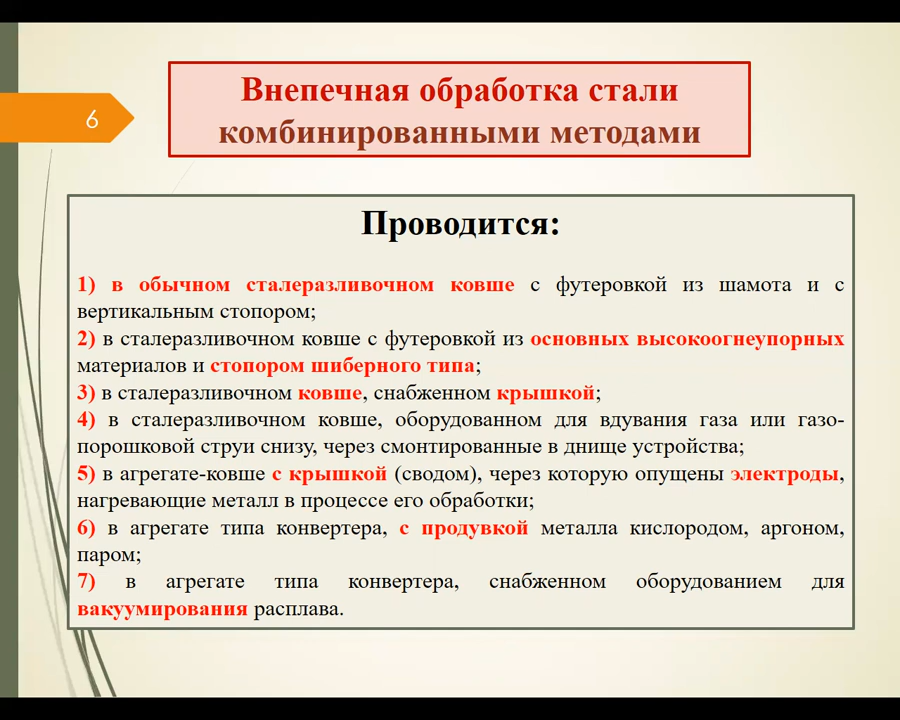 6
Внепечная обработка стали
комбинированными методами
Проводится:
1) в обычном сталеразливочном ковше с футеровкой из шамота и с
вертикальным стопором;
2) в сталеразливочном ковше с футеровкой из основных высокоогнеупорных
материалов и стопором шиберного типа;
3) в сталеразливочном ковше, снабженном крышкой;
4) в сталеразливочном ковше, оборудованном для вдувания газа или газо-
порошковой струи снизу, через смонтированные в днище устройства;
5) в агрегате-ковше с крышкой (сводом), через которую опущены электроды,
нагревающие металл в процессе его обработки;
6) в агрегате типа конвертера, с продувкой металла кислородом, аргоном,
паром;
7) в агрегате типа конвертера, снабженном оборудованием для
вакуумирования расплава.